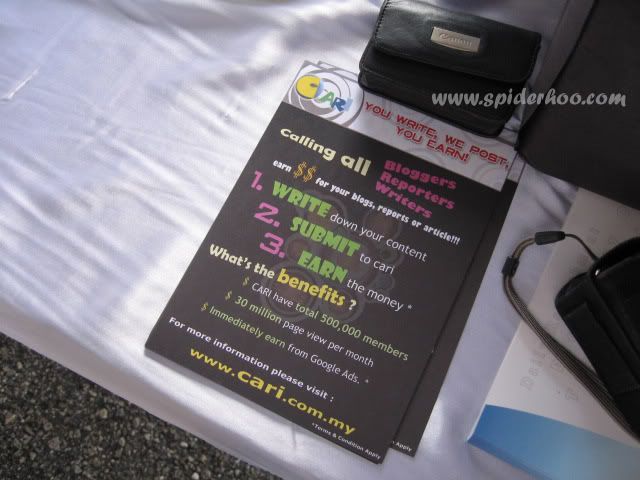 Canon
www.spiderhoo.com
CARI
YOU WRITE, WE POST,
YOU EARN!
Calling all
Bloggers
Reporters
Writers
earn $$ for your blogs, reports or article!!!
1. WRITE down your content
2. SUBMIT to cari
3. EARN the money *
What's the benefits ?
$ CARI have total 500,000 members
$ 30 million page view per month
$ Immediately earn from Google Ads. *
For more information please visit :
www.cari.com.my
*Terms & Condition Apply
Apply